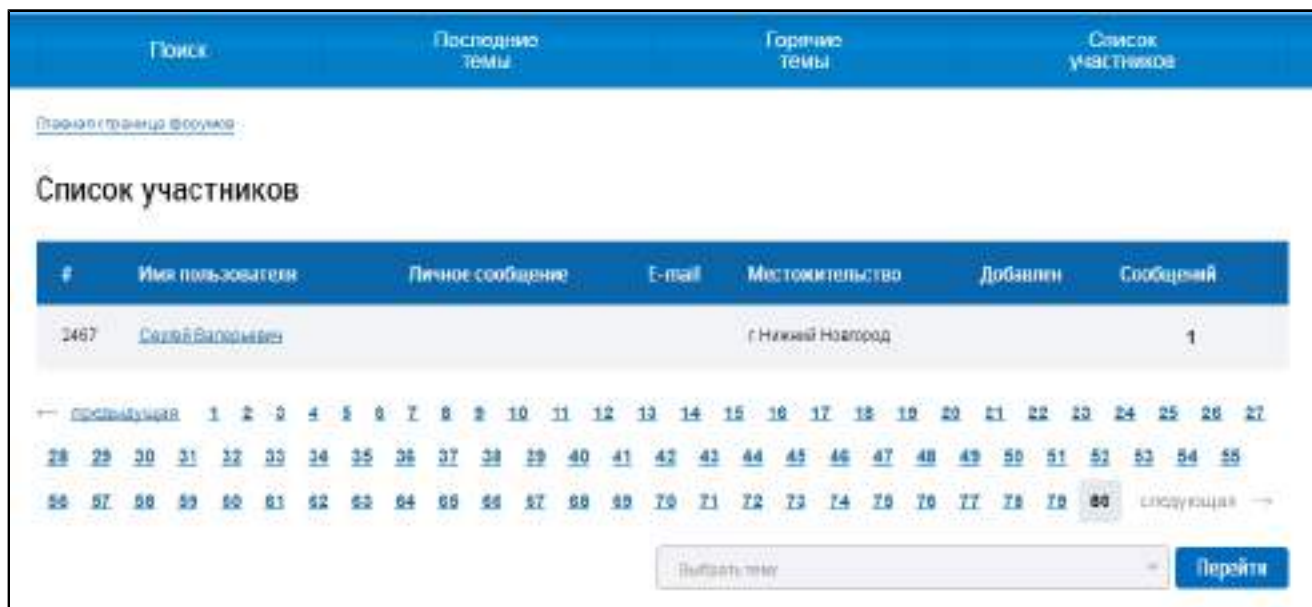 Поиск
Последние
темы
Горячие
темы
Список
участников
Главная страница форумов
Список участников
# Имя пользователя Личное сообщение E-mail Местожительство Добавлен Сообщений
2467 Сергей Валерьевич г Нижний Новгород 1
← предыдущая 1 2 3 4 5 6 7 8 9 10 11 12 13 14 15 16 17 18 19 20 21 22 23 24 25 26 27
28 29 30 31 32 33 34 35 36 37 38 39 40 41 42 43 44 45 46 47 48 49 50 51 52 53 54 55
56 57 58 59 60 61 62 63 64 65 66 67 68 69 70 71 72 73 74 75 76 77 78 79 80 следующая →
Выбрать тему Перейти